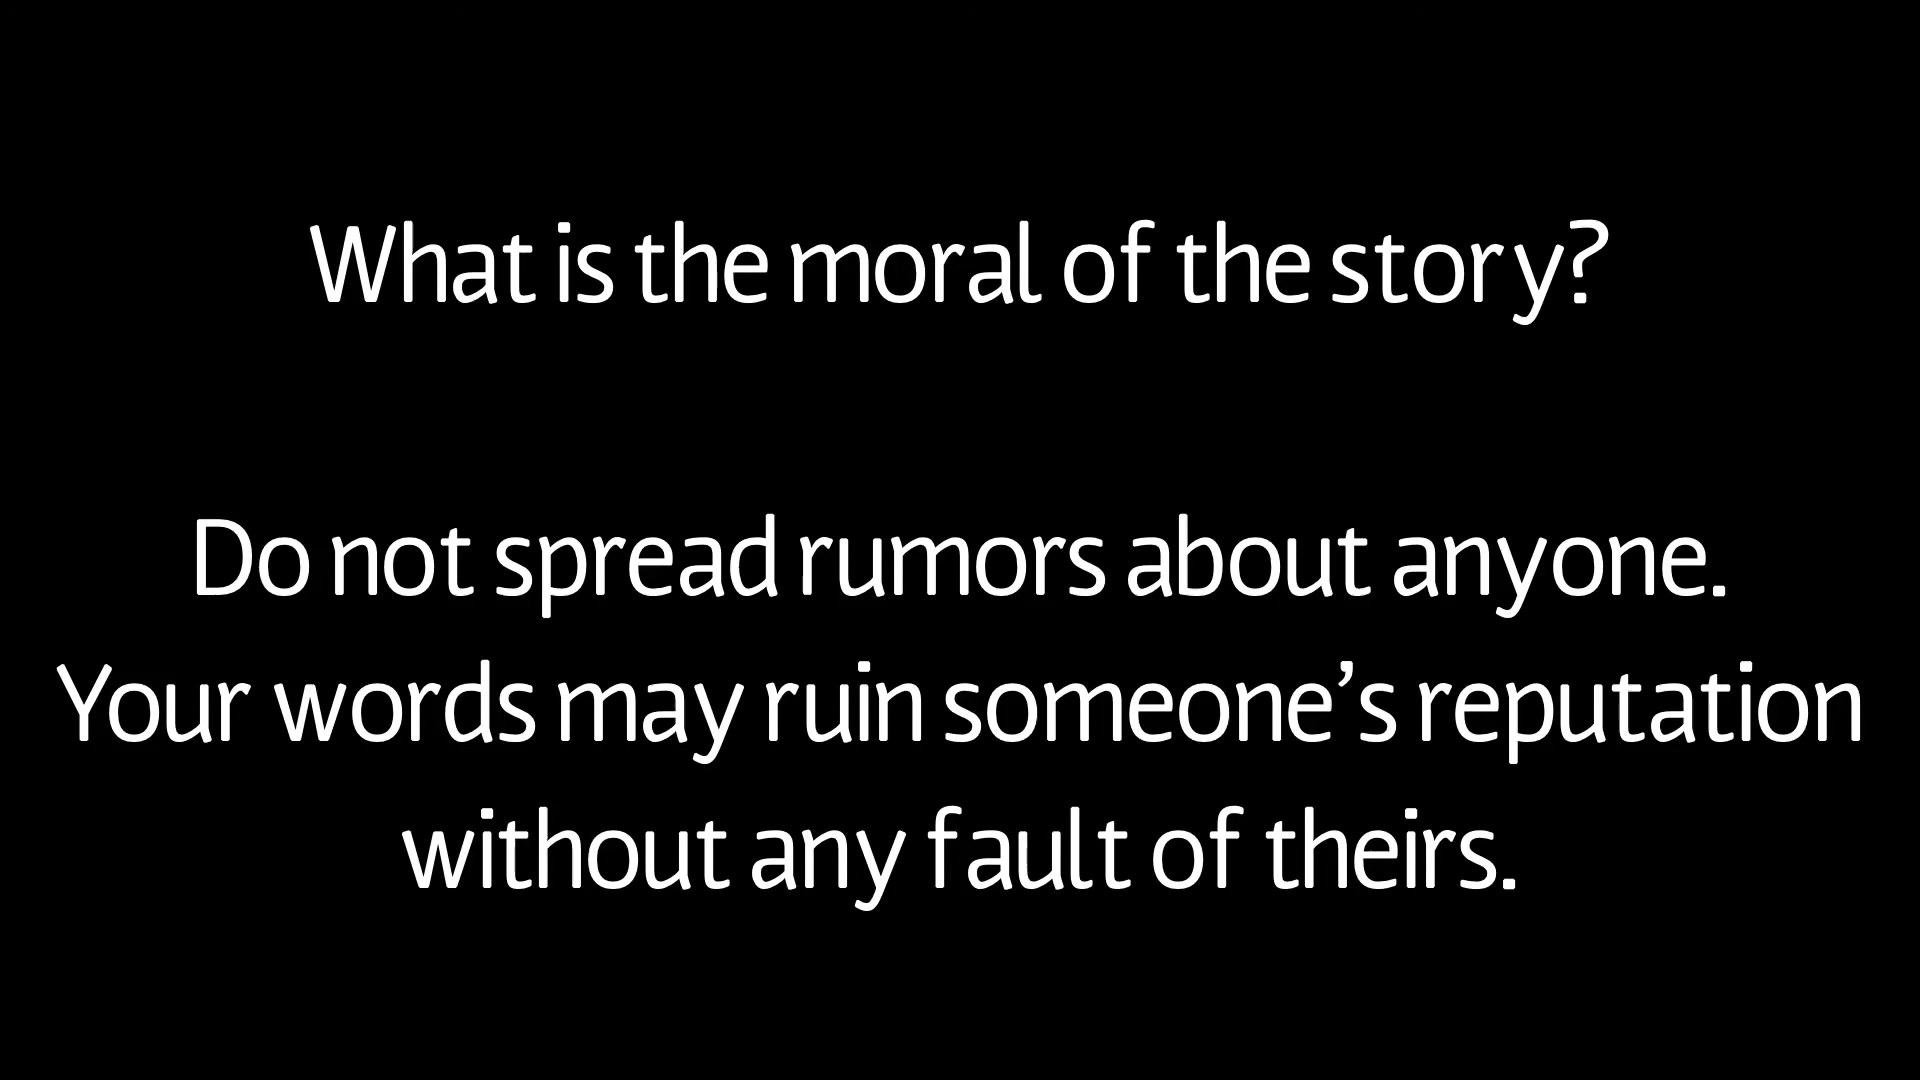 What is the moral of the story?
Do not spread rumors about anyone.
Your words may ruin someone’s reputation
without any fault of theirs.